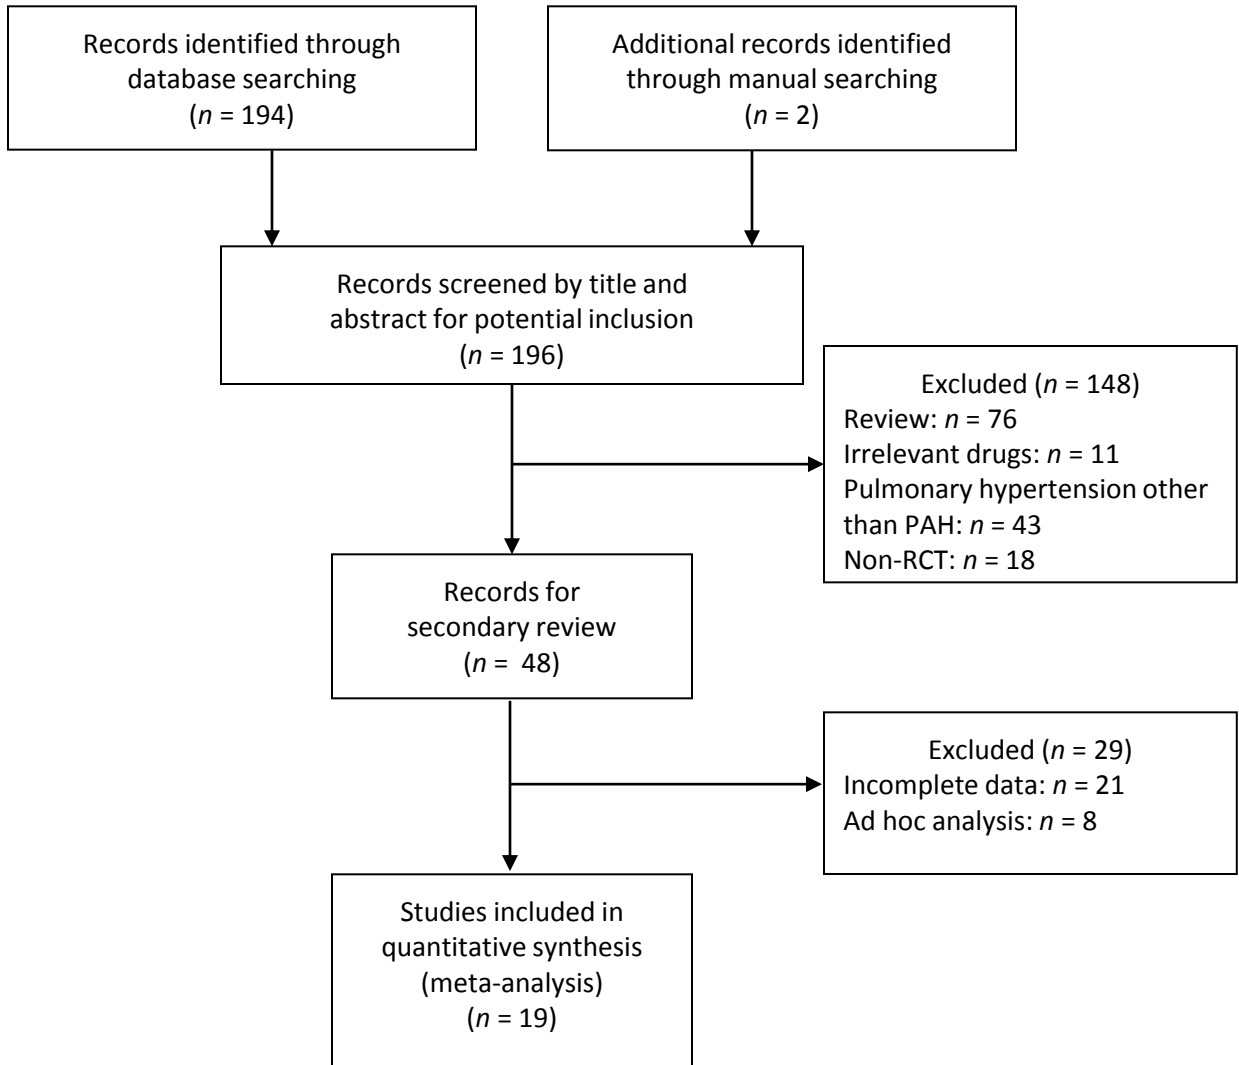 Records identified through
database searching
(n = 194)
Additional records identified
through manual searching
(n = 2)
Records screened by title and
abstract for potential inclusion
(n = 196)
Excluded (n = 148)
Review: n = 76
Irrelevant drugs: n = 11
Pulmonary hypertension other
than PAH: n = 43
Non-RCT: n = 18
Records for
secondary review
(n =  48)
Excluded (n = 29)
Incomplete data: n = 21
Ad hoc analysis: n = 8
Studies included in
quantitative synthesis
(meta-analysis)
(n = 19)